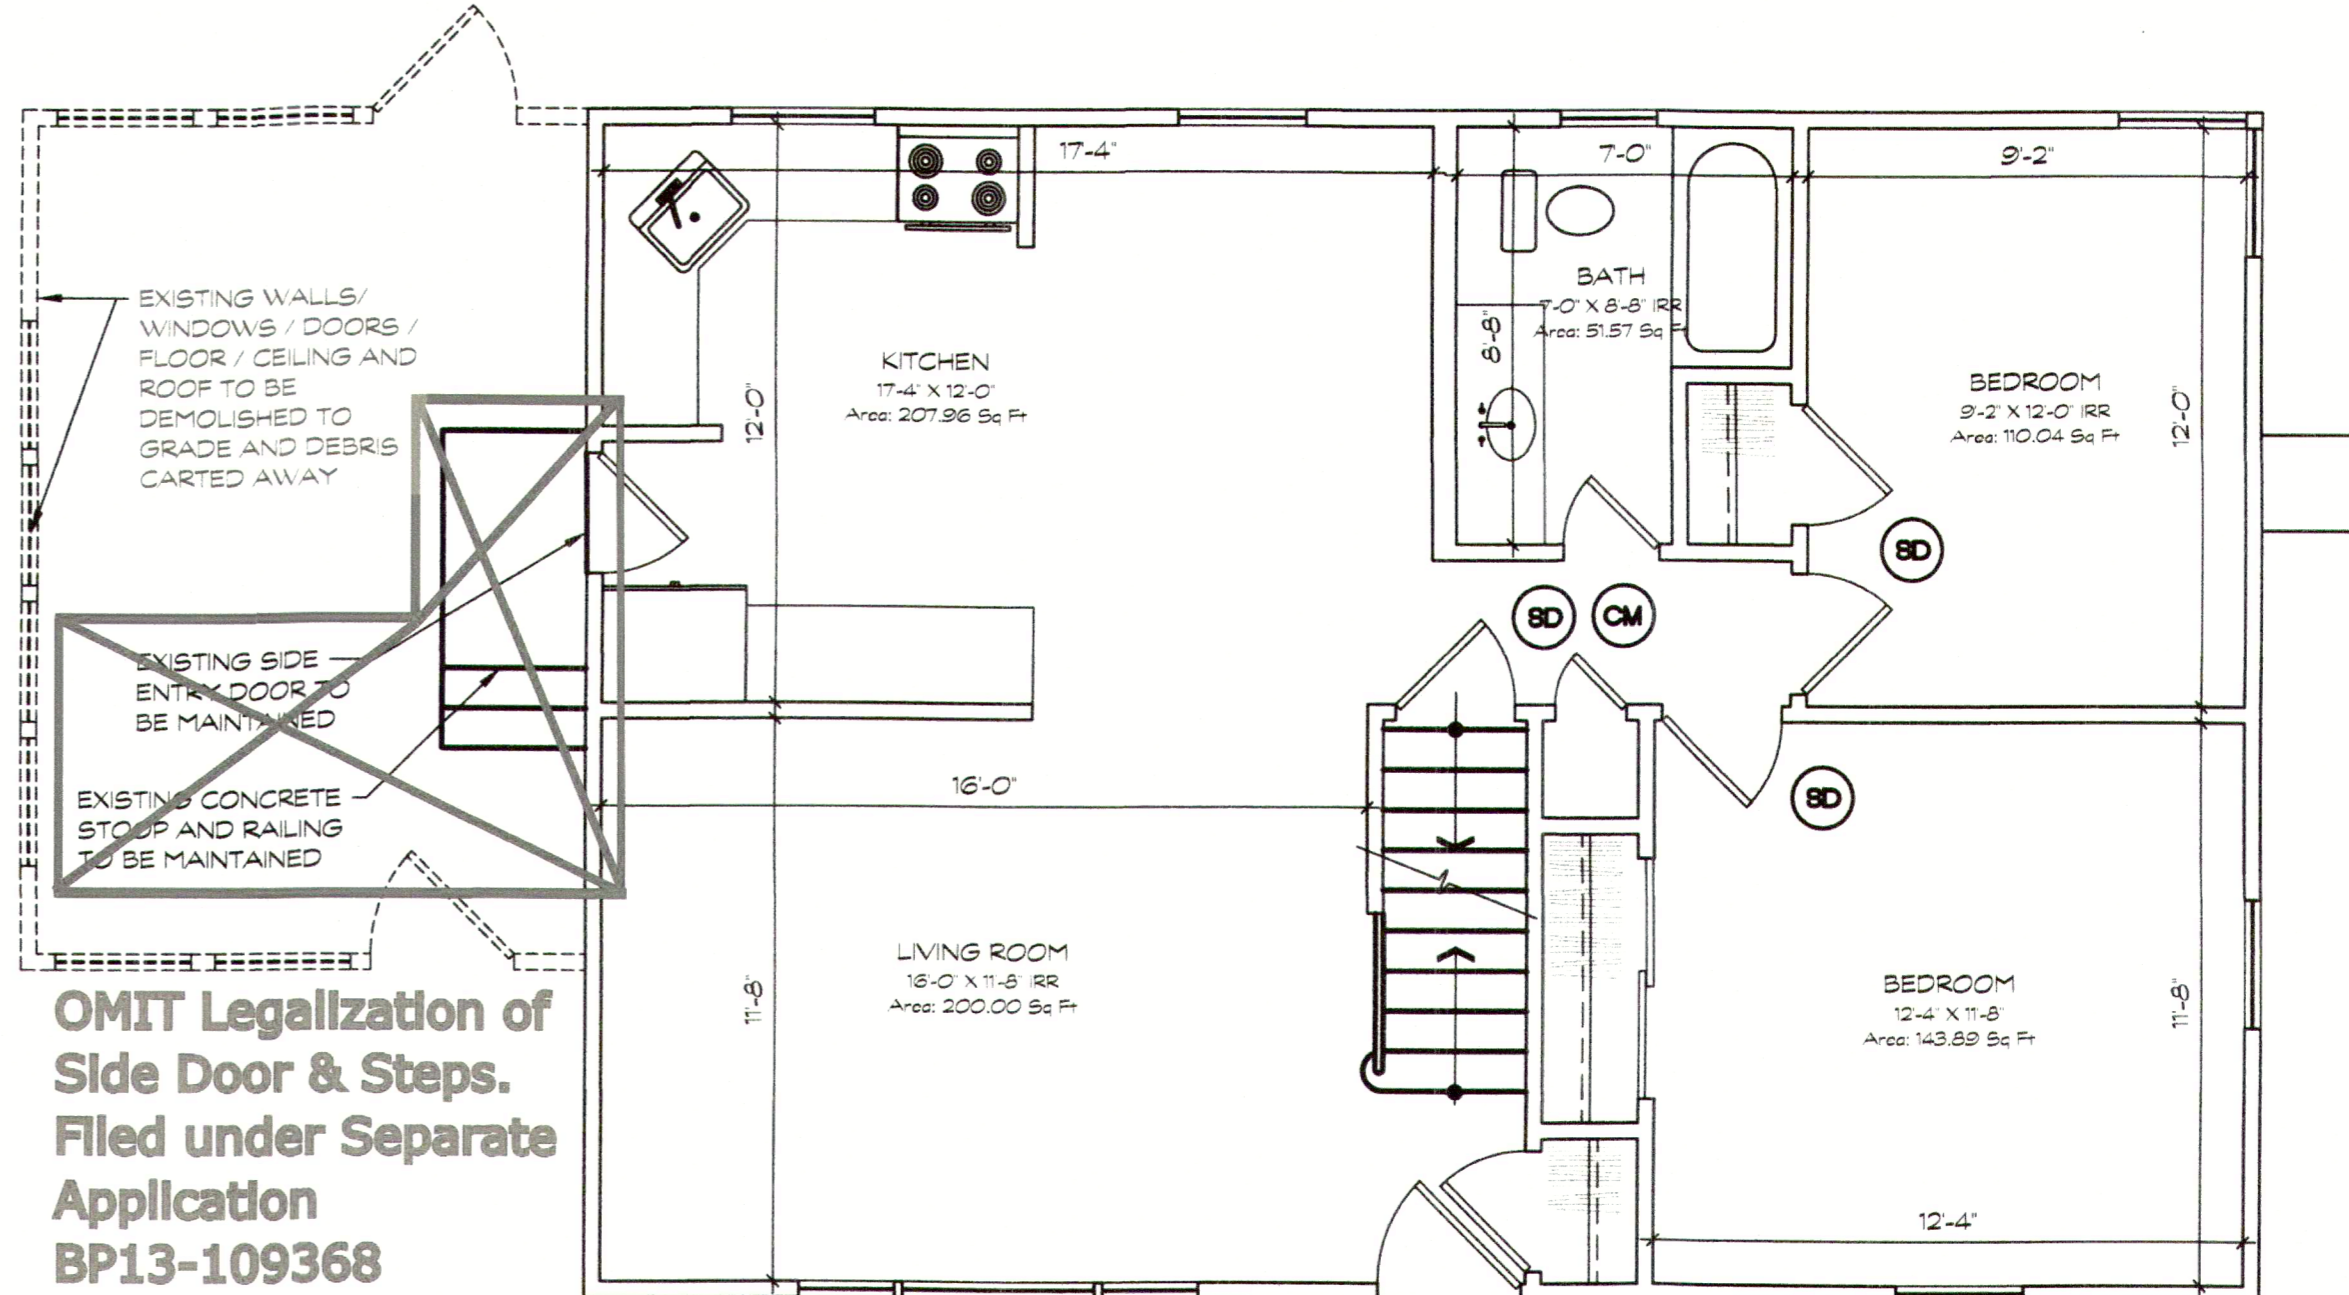 17'-4"
7'-0"
9'-2"
EXISTING WALLS/
WINDOWS / DOORS /
FLOOR / CEILING AND
ROOF TO BE
DEMOLISHED TO
GRADE AND DEBRIS
CARTED AWAY
KITCHEN
17'-4" X 12'-0"
Area: 207.96 Sq Ft
12'-0"
BATH
7'-0" X 8'-8" IRR
Area: 51.57 Sq Ft
8'-8"
BEDROOM
9'-2" X 12'-0" IRR
Area: 110.04 Sq Ft
12'-0"
SD
SD
CM
EXISTING SIDE
ENTRY DOOR TO
BE MAINTAINED
EXISTING CONCRETE
STOOP AND RAILING
TO BE MAINTAINED
16'-0"
SD
LIVING ROOM
16'-0" X 11'-8" IRR
Area: 200.00 Sq Ft
11'-8"
BEDROOM
12'-4" X 11'-8"
Area: 143.89 Sq Ft
11'-8"
12'-4"
OMIT Legalization of
Side Door & Steps.
Filed under Separate
Application
BP13-109368